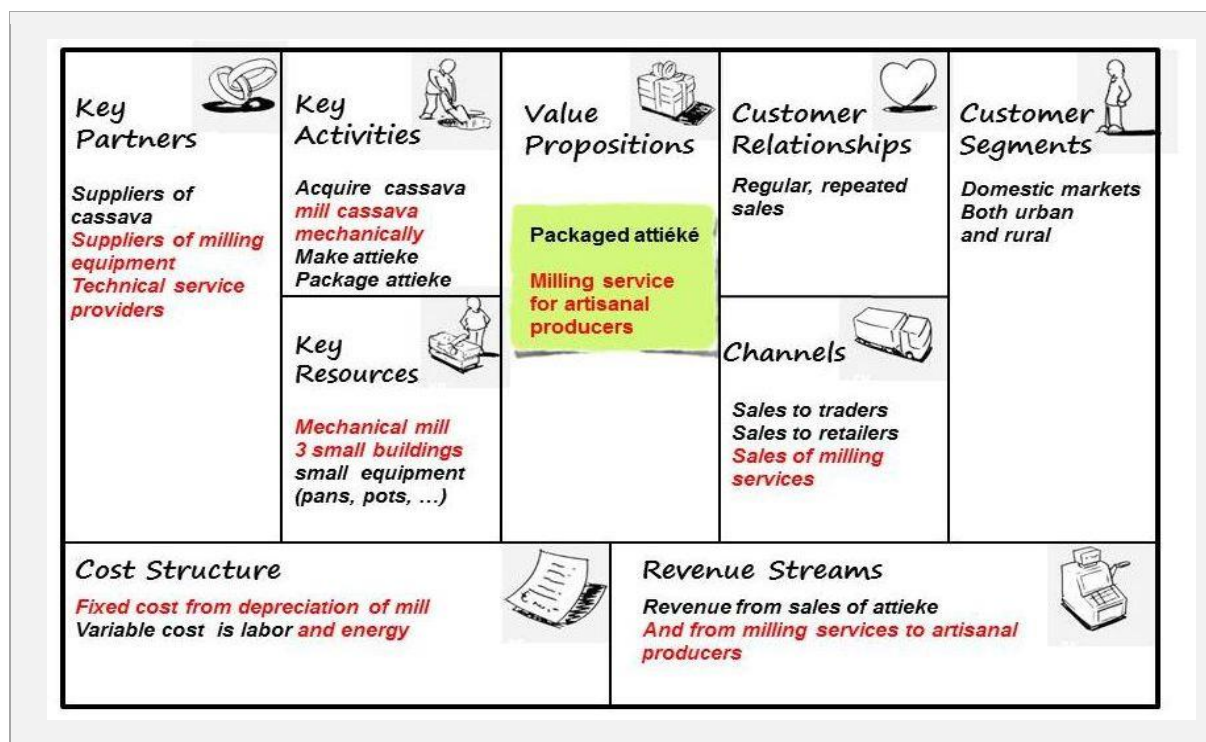 Key
Partners
Suppliers of
cassava
Suppliers of milling
equipment
Technical service
providers
Key
Activities
Acquire cassava
mill cassava
mechanically
Make attieke
Package attieke
Key
Resources
Mechanical mill
3 small buildings
small equipment
(pans, pots, ...)
Value
Propositions
Packaged attiéké
Milling service
for artisanal
producers
Customer
Relationships
Regular, repeated
sales
Channels
Sales to traders
Sales to retailers
Sales of milling
services
Customer
Segments
Domestic markets
Both urban
and rural
Cost Structure
Fixed cost from depreciation of mill
Variable cost is labor and energy
Revenue Streams
Revenue from sales of attieke
And from milling services to artisanal
producers